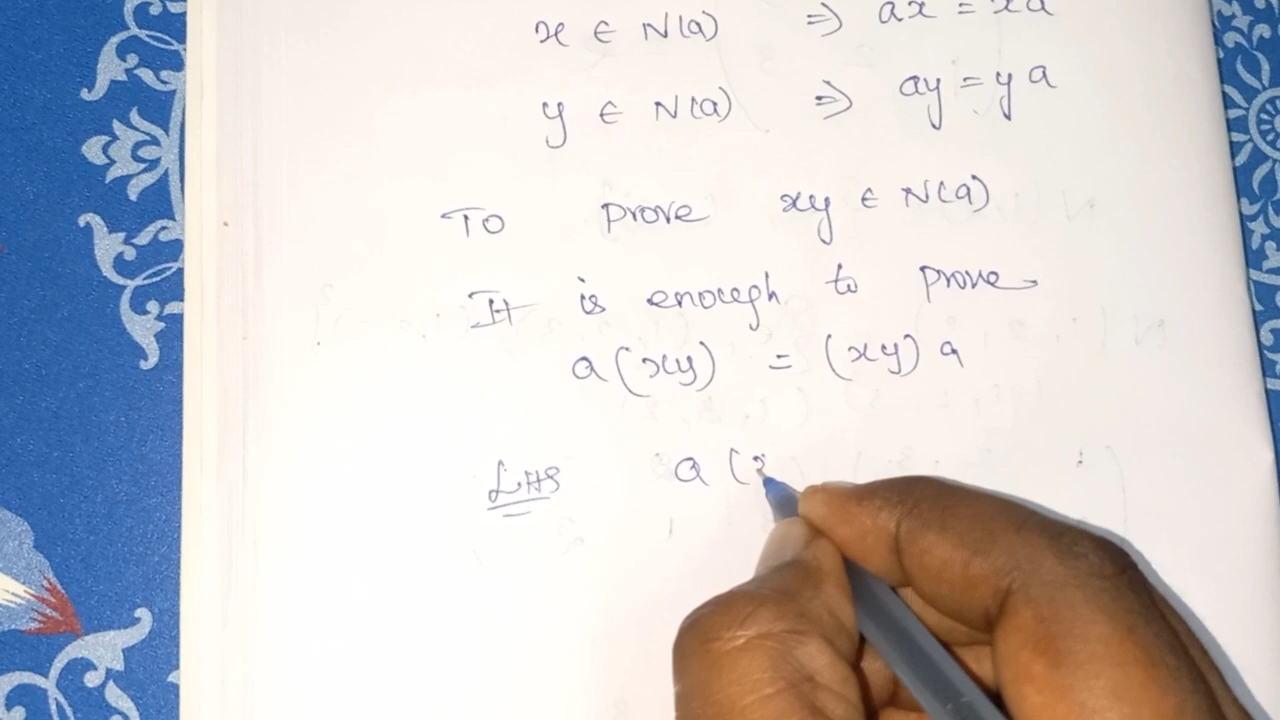 x ∈ N(a) ⇒ ax = xa
y ∈ N(a) ⇒ ay = ya
To prove xy ∈ N(a)
It is enough to prove
a(xy) = (xy) a
LHS a (x